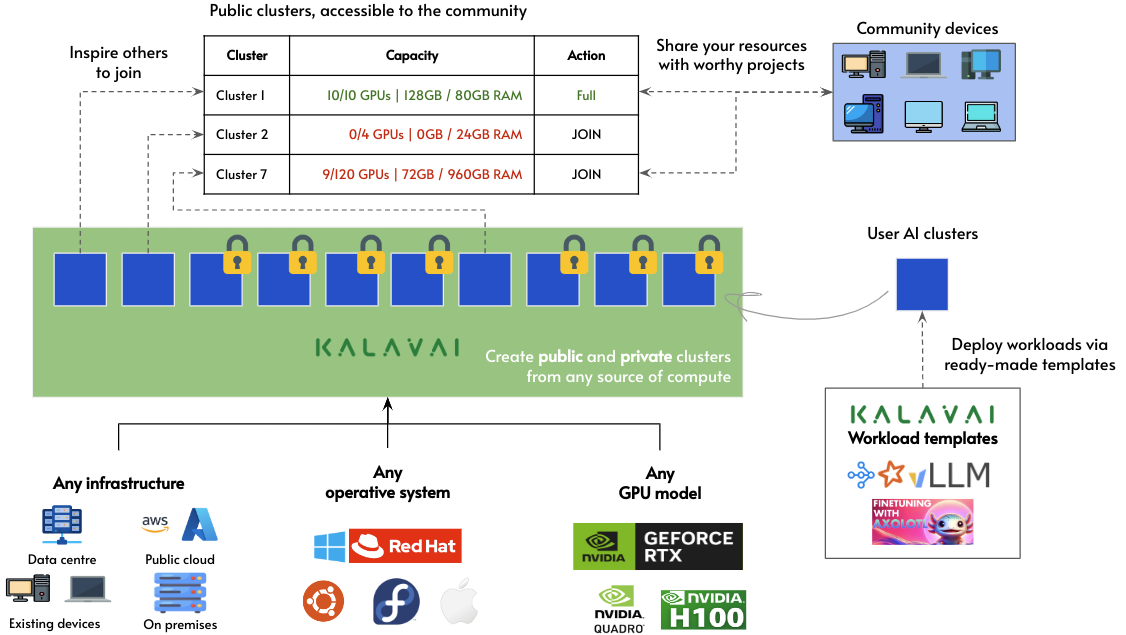 Public clusters, accessible to the community
Inspire others
to join
Cluster Capacity Action
Cluster 1 10/10 GPUs | 128GB / 80GB RAM Full
Cluster 2 0/4 GPUs | 0GB / 24GB RAM JOIN
Cluster 7 9/120 GPUs | 72GB / 960GB RAM JOIN
Share your resources
with worthy projects
Community devices
User AI clusters
KALAVAI
Create public and private clusters
from any source of compute
Deploy workloads via
ready-made templates
KALAVAI
Workload templates
vLLM
FINETUNING
WITH
AXOLOTL
Any infrastructure
aws
Data centre
Public cloud
Existing devices
On premises
Any
operative system
Red Hat
Any
GPU model
NVIDIA
GEFORCE
RTX
NVIDIA
QUADRO
NVIDIA
H100